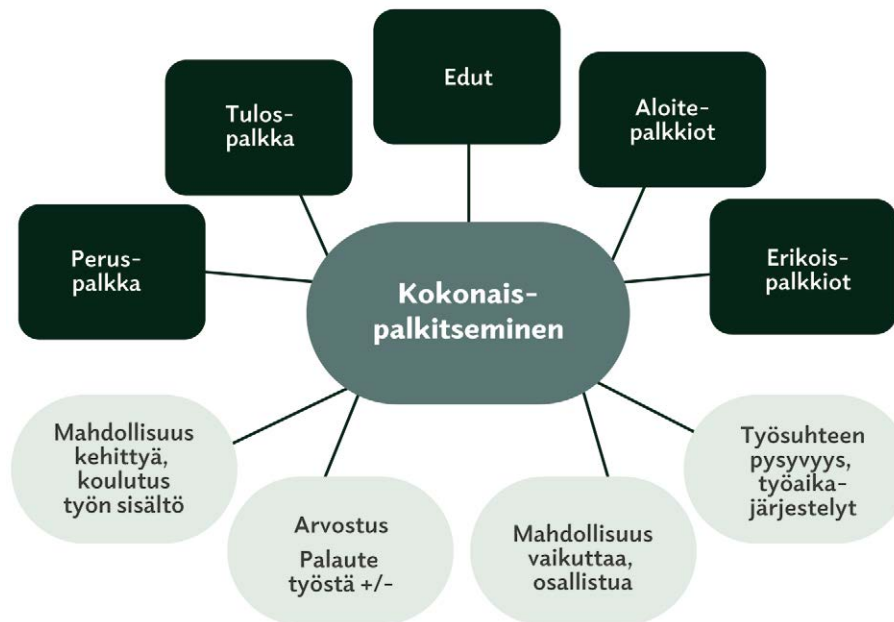 Edut
Tulos-
palkka
Aloite-
palkkiot
Perus-
palkka
Erikois-
palkkiot
Kokonais-
palkitseminen
Mahdollisuus
kehittyä,
koulutus
työn sisältö
Arvostus
Palaute
työstä +/-
Mahdollisuus
vaikuttaa,
osallistua
Työsuhteen
pysyvyys,
työaika-
järjestelyt